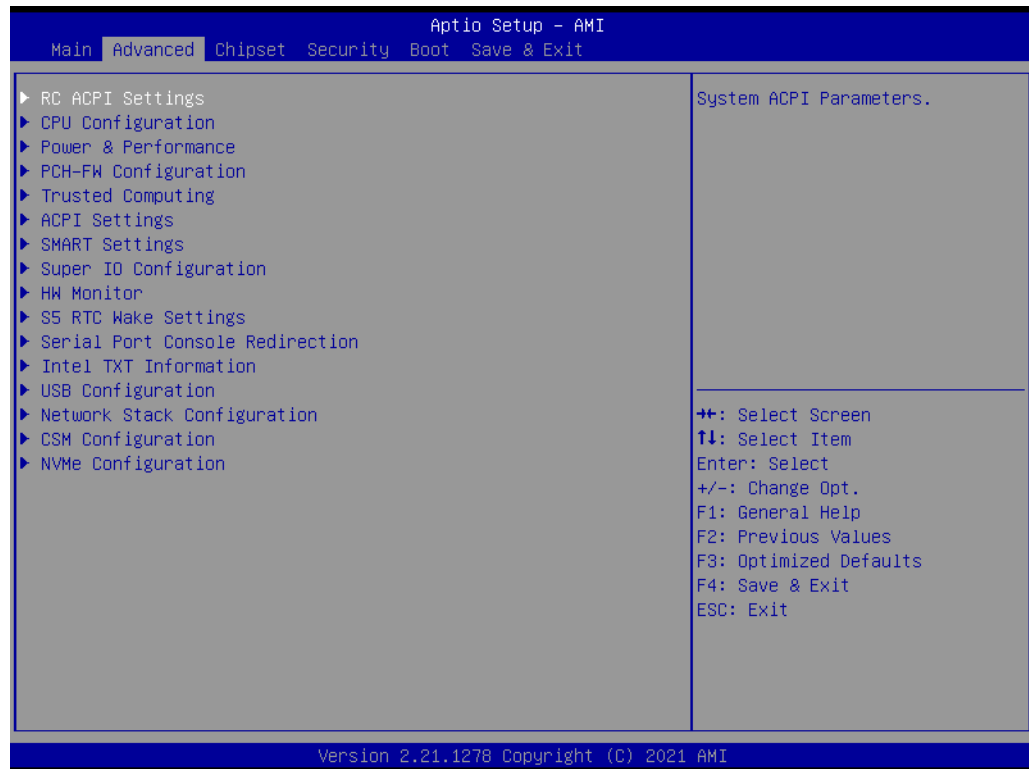 Aptio Setup – AMI
Main Advanced Chipset Security Boot Save & Exit
▶ RC ACPI Settings
▶ CPU Configuration
▶ Power & Performance
▶ PCH-FW Configuration
▶ Trusted Computing
▶ ACPI Settings
▶ SMART Settings
▶ Super IO Configuration
▶ HW Monitor
▶ S5 RTC Wake Settings
▶ Serial Port Console Redirection
▶ Intel TXT Information
▶ USB Configuration
▶ Network Stack Configuration
▶ CSM Configuration
▶ NVMe Configuration
System ACPI Parameters.
→←: Select Screen
↑↓: Select Item
Enter: Select
+/-: Change Opt.
F1: General Help
F2: Previous Values
F3: Optimized Defaults
F4: Save & Exit
ESC: Exit
Version 2.21.1278 Copyright (C) 2021 AMI